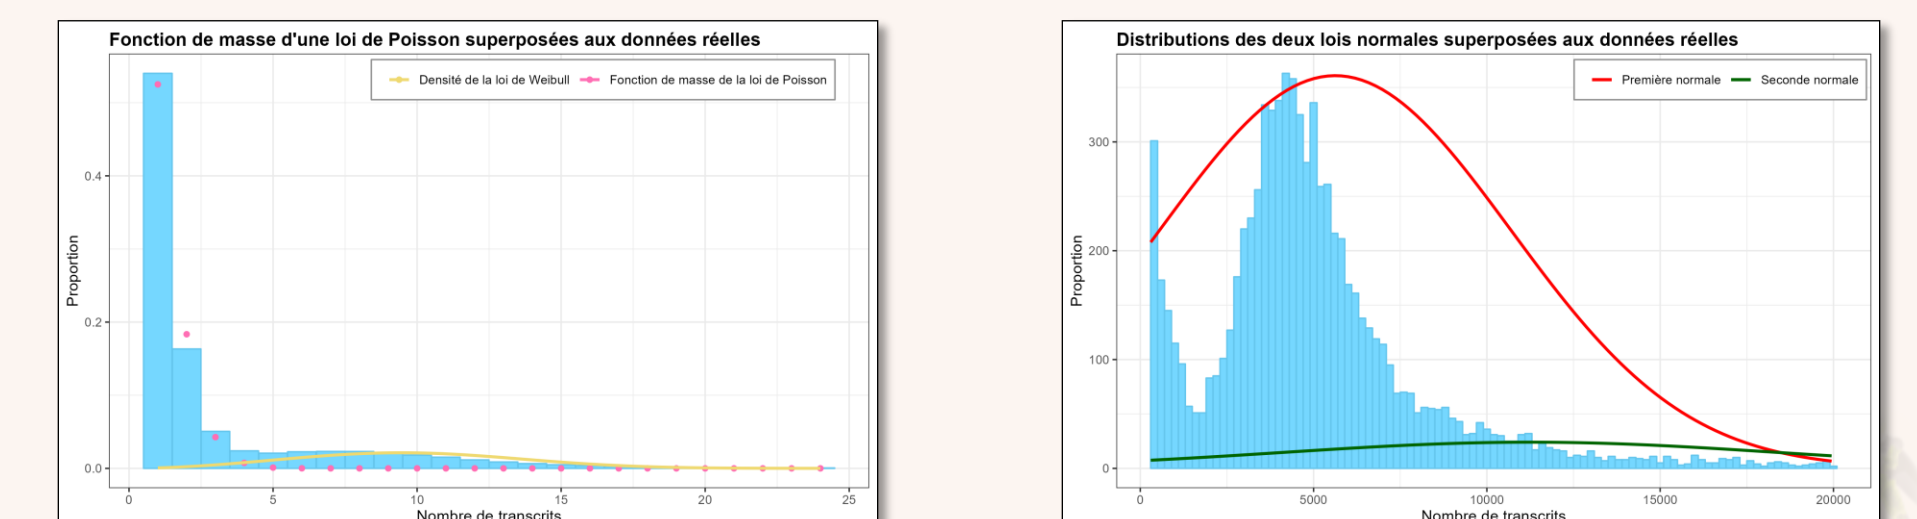 Fonction de masse d'une loi de Poisson superposées aux données réelles
Densité de la loi de Weibull Fonction de masse de la loi de Poisson
Proportion
0.4
0.2
0.0
0 5 10 15 20 25
Nombre de transcrits
Distributions des deux lois normales superposées aux données réelles
Première normale Seconde normale
Proportion
300
200
100
0
0 5000 10000 15000 20000
Nombre de transcrits